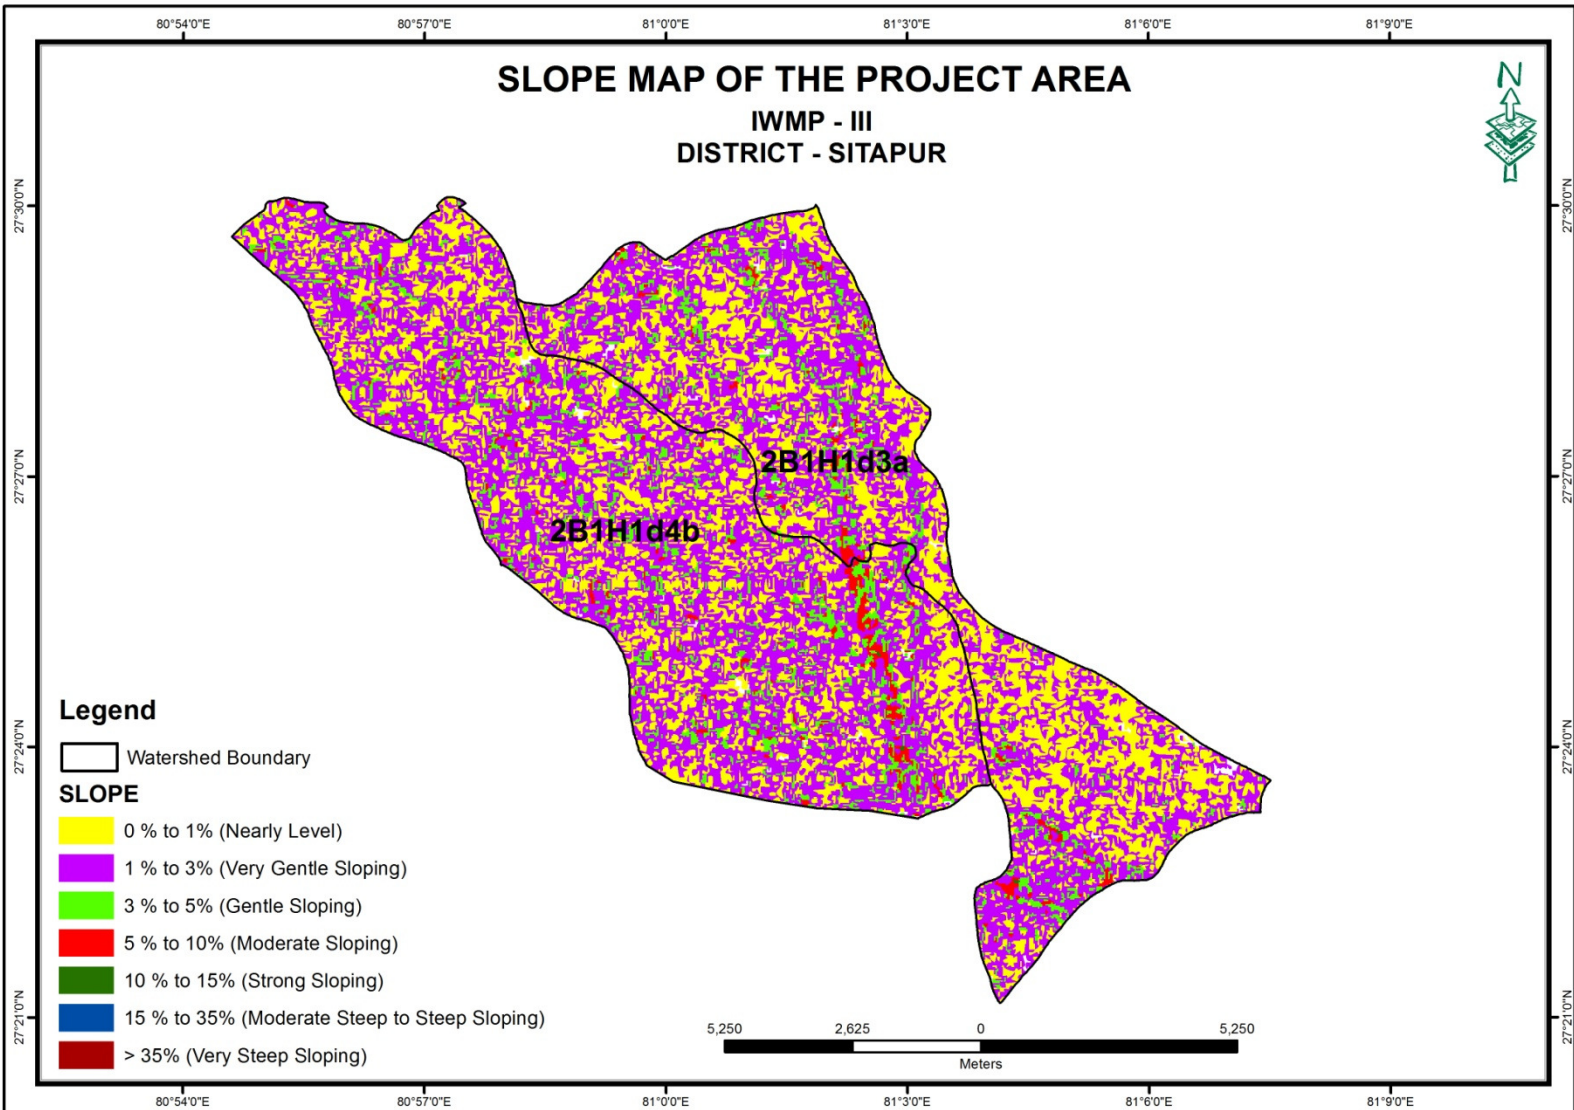 80°54'0"E 80°57'0"E 81°0'0"E 81°3'0"E 81°6'0"E 81°9'0"E
SLOPE MAP OF THE PROJECT AREA
IWMP - III
DISTRICT - SITAPUR
N
27°30'0"N 27°30'0"N
27°27'0"N 27°27'0"N
2B1H1d3a
2B1H1d4b
27°24'0"N 27°24'0"N
Legend
Watershed Boundary
SLOPE
0 % to 1% (Nearly Level)
1 % to 3% (Very Gentle Sloping)
3 % to 5% (Gentle Sloping)
5 % to 10% (Moderate Sloping)
10 % to 15% (Strong Sloping)
15 % to 35% (Moderate Steep to Steep Sloping)
> 35% (Very Steep Sloping)
27°21'0"N 27°21'0"N
5,250 2,625 0 5,250
Meters
80°54'0"E 80°57'0"E 81°0'0"E 81°3'0"E 81°6'0"E 81°9'0"E